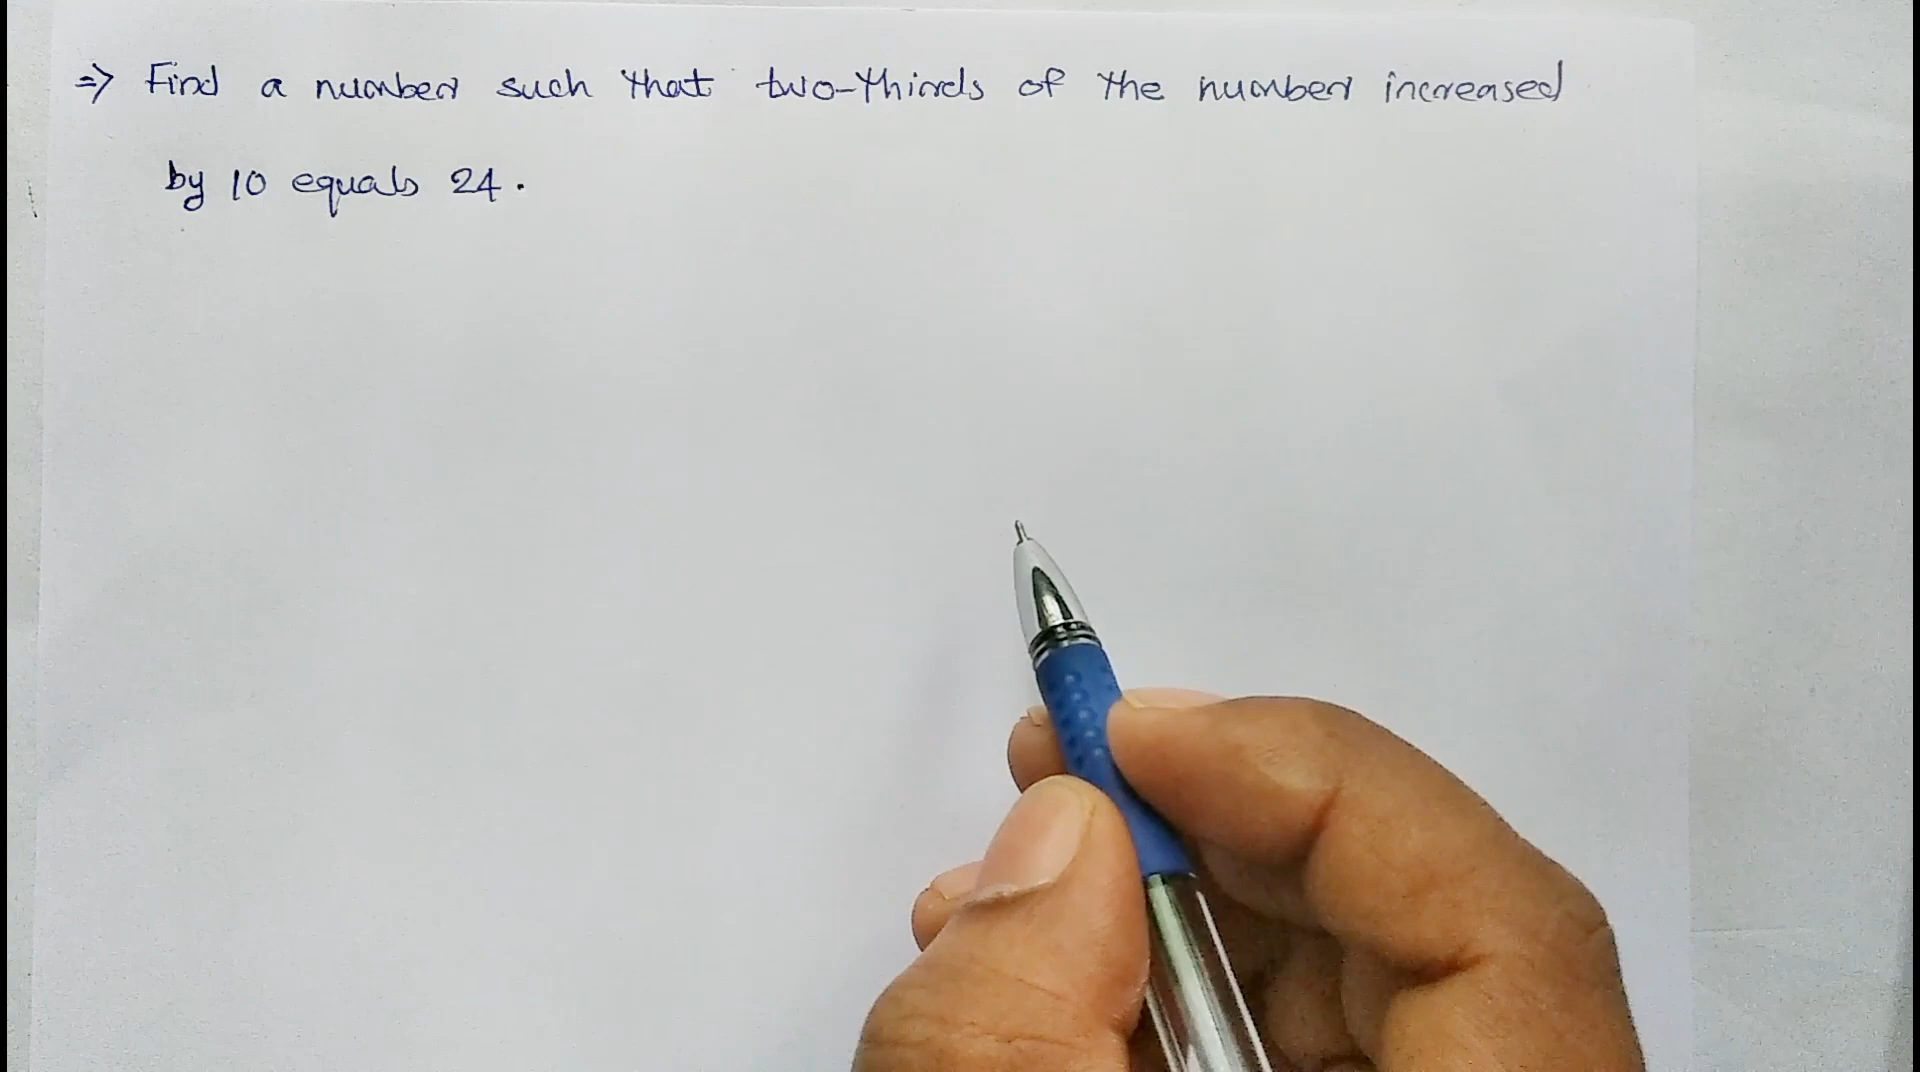 => Find a number such that two-thirds of the number increased
by 10 equals 24.